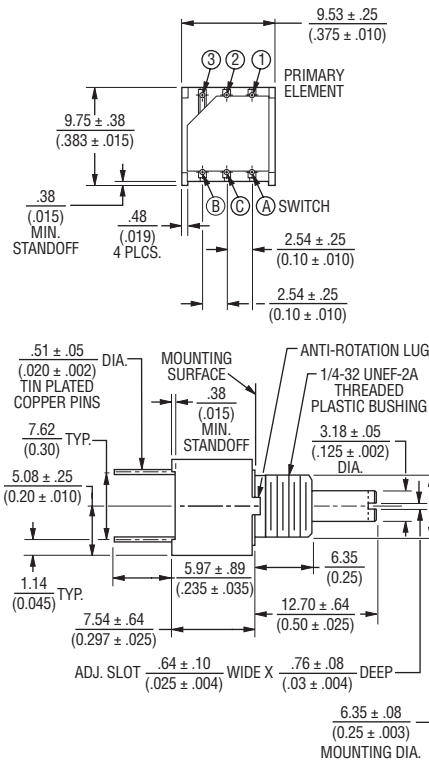 9.53 ± .25
(.375 ± .010)
3 2 1
PRIMARY
ELEMENT
9.75 ± .38
(.383 ± .015)
.38
(.015)
MIN.
STANDOFF
.48
(.019)
4 PLCS.
B C A SWITCH
2.54 ± .25
(0.10 ± .010)
2.54 ± .25
(0.10 ± .010)
.51 ± .05
(.020 ± .002)
DIA.
TIN PLATED
COPPER PINS
MOUNTING
SURFACE
ANTI-ROTATION LUG
1/4-32 UNEF-2A
THREADED
PLASTIC BUSHING
.38
(.015)
MIN.
STANDOFF
7.62
(0.30)
TYP.
3.18 ± .05
(.125 ± .002)
DIA.
5.08 ± .25
(0.20 ± .010)
1.14
(0.045)
TYP.
5.97 ± .89
(.235 ± .035)
6.35
(0.25)
7.54 ± .64
(0.297 ± .025)
12.70 ± .64
(0.50 ± .025)
ADJ. SLOT .64 ± .10 WIDE X .76 ± .08 DEEP
(.025 ± .004) (.03 ± .004)
6.35 ± .08
(0.25 ± .003)
MOUNTING DIA.